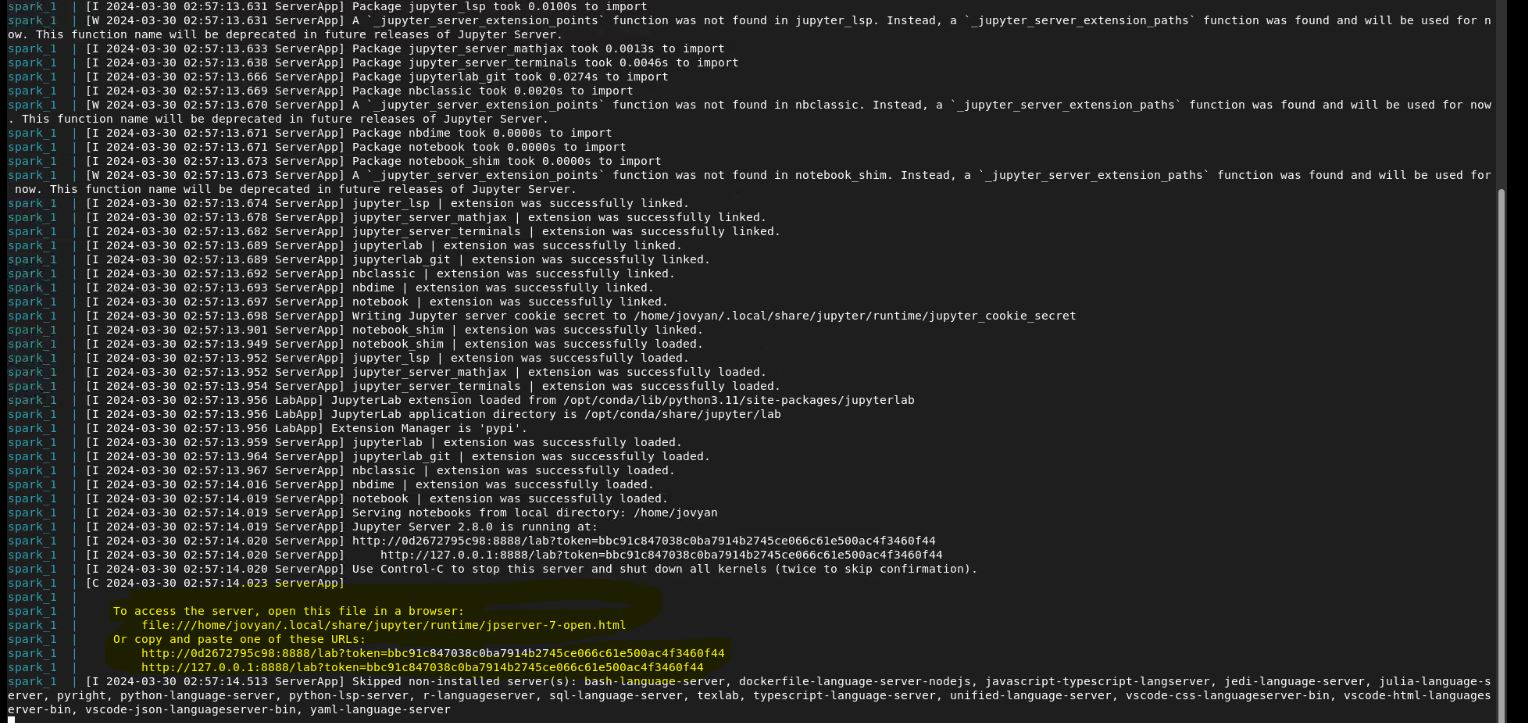 spark_1  | [I 2024-03-30 02:57:13.631 ServerApp] Package jupyter_lsp took 0.0100s to import
spark_1  | [W 2024-03-30 02:57:13.631 ServerApp] A `_jupyter_server_extension_points` function was not found in jupyter_lsp. Instead, a `_jupyter_server_extension_paths` function was found and will be used for n
ow. This function name will be deprecated in future releases of Jupyter Server.
spark_1  | [I 2024-03-30 02:57:13.633 ServerApp] Package jupyter_server_mathjax took 0.0013s to import
spark_1  | [I 2024-03-30 02:57:13.638 ServerApp] Package jupyter_server_terminals took 0.0046s to import
spark_1  | [I 2024-03-30 02:57:13.666 ServerApp] Package jupyterlab_git took 0.0274s to import
spark_1  | [I 2024-03-30 02:57:13.669 ServerApp] Package nbclassic took 0.0020s to import
spark_1  | [W 2024-03-30 02:57:13.670 ServerApp] A `_jupyter_server_extension_points` function was not found in nbclassic. Instead, a `_jupyter_server_extension_paths` function was found and will be used for now
. This function name will be deprecated in future releases of Jupyter Server.
spark_1  | [I 2024-03-30 02:57:13.671 ServerApp] Package nbdime took 0.0000s to import
spark_1  | [I 2024-03-30 02:57:13.671 ServerApp] Package notebook took 0.0000s to import
spark_1  | [I 2024-03-30 02:57:13.673 ServerApp] Package notebook_shim took 0.0000s to import
spark_1  | [W 2024-03-30 02:57:13.673 ServerApp] A `_jupyter_server_extension_points` function was not found in notebook_shim. Instead, a `_jupyter_server_extension_paths` function was found and will be used for
 now. This function name will be deprecated in future releases of Jupyter Server.
spark_1  | [I 2024-03-30 02:57:13.674 ServerApp] jupyter_lsp | extension was successfully linked.
spark_1  | [I 2024-03-30 02:57:13.678 ServerApp] jupyter_server_mathjax | extension was successfully linked.
spark_1  | [I 2024-03-30 02:57:13.682 ServerApp] jupyter_server_terminals | extension was successfully linked.
spark_1  | [I 2024-03-30 02:57:13.689 ServerApp] jupyterlab | extension was successfully linked.
spark_1  | [I 2024-03-30 02:57:13.689 ServerApp] jupyterlab_git | extension was successfully linked.
spark_1  | [I 2024-03-30 02:57:13.692 ServerApp] nbclassic | extension was successfully linked.
spark_1  | [I 2024-03-30 02:57:13.693 ServerApp] nbdime | extension was successfully linked.
spark_1  | [I 2024-03-30 02:57:13.697 ServerApp] notebook | extension was successfully linked.
spark_1  | [I 2024-03-30 02:57:13.698 ServerApp] Writing Jupyter server cookie secret to /home/jovyan/.local/share/jupyter/runtime/jupyter_cookie_secret
spark_1  | [I 2024-03-30 02:57:13.901 ServerApp] notebook_shim | extension was successfully linked.
spark_1  | [I 2024-03-30 02:57:13.949 ServerApp] notebook_shim | extension was successfully loaded.
spark_1  | [I 2024-03-30 02:57:13.952 ServerApp] jupyter_lsp | extension was successfully loaded.
spark_1  | [I 2024-03-30 02:57:13.952 ServerApp] jupyter_server_mathjax | extension was successfully loaded.
spark_1  | [I 2024-03-30 02:57:13.954 ServerApp] jupyter_server_terminals | extension was successfully loaded.
spark_1  | [I 2024-03-30 02:57:13.956 LabApp] JupyterLab extension loaded from /opt/conda/lib/python3.11/site-packages/jupyterlab
spark_1  | [I 2024-03-30 02:57:13.956 LabApp] JupyterLab application directory is /opt/conda/share/jupyter/lab
spark_1  | [I 2024-03-30 02:57:13.956 LabApp] Extension Manager is 'pypi'.
spark_1  | [I 2024-03-30 02:57:13.959 ServerApp] jupyterlab | extension was successfully loaded.
spark_1  | [I 2024-03-30 02:57:13.964 ServerApp] jupyterlab_git | extension was successfully loaded.
spark_1  | [I 2024-03-30 02:57:13.967 ServerApp] nbclassic | extension was successfully loaded.
spark_1  | [I 2024-03-30 02:57:14.016 ServerApp] nbdime | extension was successfully loaded.
spark_1  | [I 2024-03-30 02:57:14.019 ServerApp] notebook | extension was successfully loaded.
spark_1  | [I 2024-03-30 02:57:14.019 ServerApp] Serving notebooks from local directory: /home/jovyan
spark_1  | [I 2024-03-30 02:57:14.019 ServerApp] Jupyter Server 2.8.0 is running at:
spark_1  | [I 2024-03-30 02:57:14.020 ServerApp] http://0d2672795c98:8888/lab?token=bbc91c847038c0ba7914b2745ce066c61e500ac4f3460f44
spark_1  | [I 2024-03-30 02:57:14.020 ServerApp]     http://127.0.0.1:8888/lab?token=bbc91c847038c0ba7914b2745ce066c61e500ac4f3460f44
spark_1  | [I 2024-03-30 02:57:14.020 ServerApp] Use Control-C to stop this server and shut down all kernels (twice to skip confirmation).
spark_1  | [C 2024-03-30 02:57:14.023 ServerApp]
spark_1  |
spark_1  |     To access the server, open this file in a browser:
spark_1  |         file:///home/jovyan/.local/share/jupyter/runtime/jpserver-7-open.html
spark_1  |     Or copy and paste one of these URLs:
spark_1  |         http://0d2672795c98:8888/lab?token=bbc91c847038c0ba7914b2745ce066c61e500ac4f3460f44
spark_1  |         http://127.0.0.1:8888/lab?token=bbc91c847038c0ba7914b2745ce066c61e500ac4f3460f44
spark_1  | [I 2024-03-30 02:57:14.513 ServerApp] Skipped non-installed server(s): bash-language-server, dockerfile-language-server-nodejs, javascript-typescript-langserver, jedi-language-server, julia-language-s
erver, pyright, python-language-server, python-lsp-server, r-languageserver, sql-language-server, texlab, typescript-language-server, unified-language-server, vscode-css-languageserver-bin, vscode-html-languages
erver-bin, vscode-json-languageserver-bin, yaml-language-server